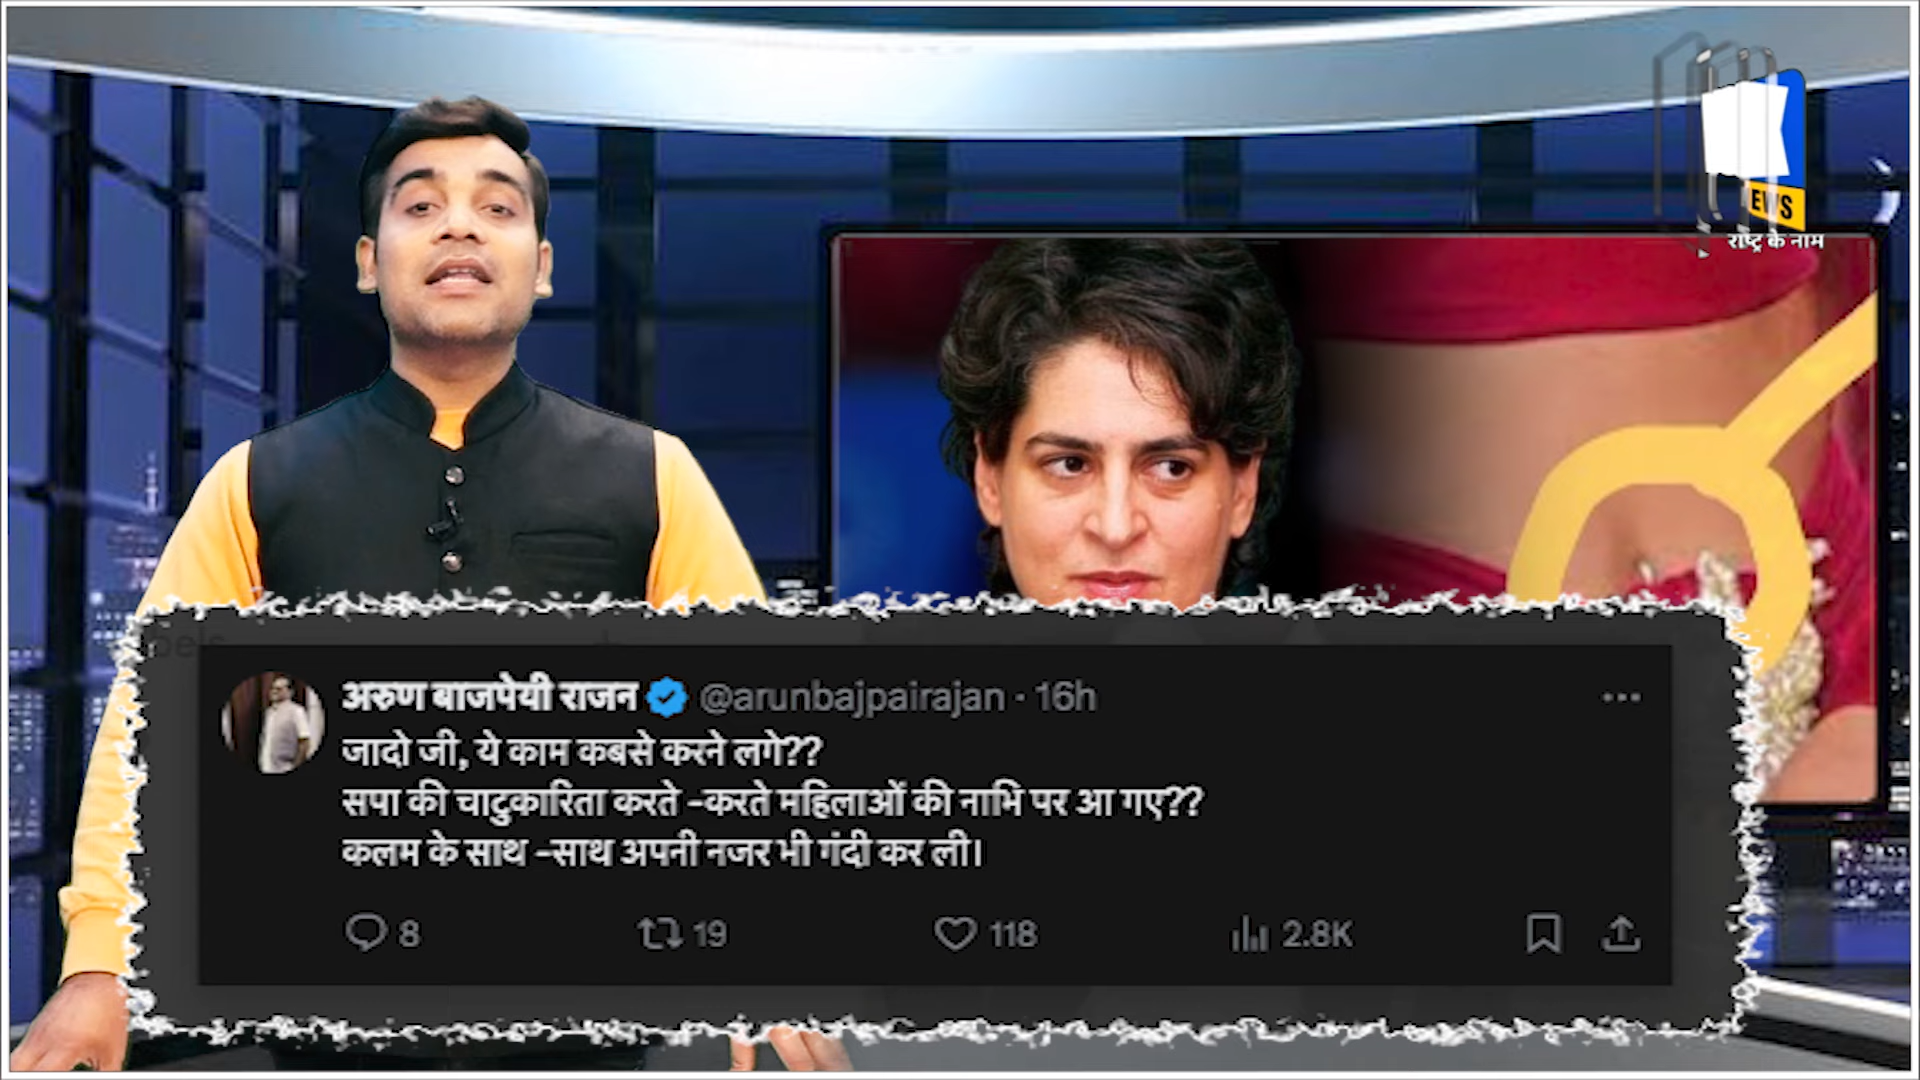 EWS
राष्ट्र के नाम
अरुण बाजपेयी राजन @arunbajpairajan · 16h
जादो जी, ये काम कबसे करने लगे??
सपा की चाटुकारिता करते -करते महिलाओं की नाभि पर आ गए??
कलम के साथ -साथ अपनी नजर भी गंदी कर ली।
8 19 118 2.8K